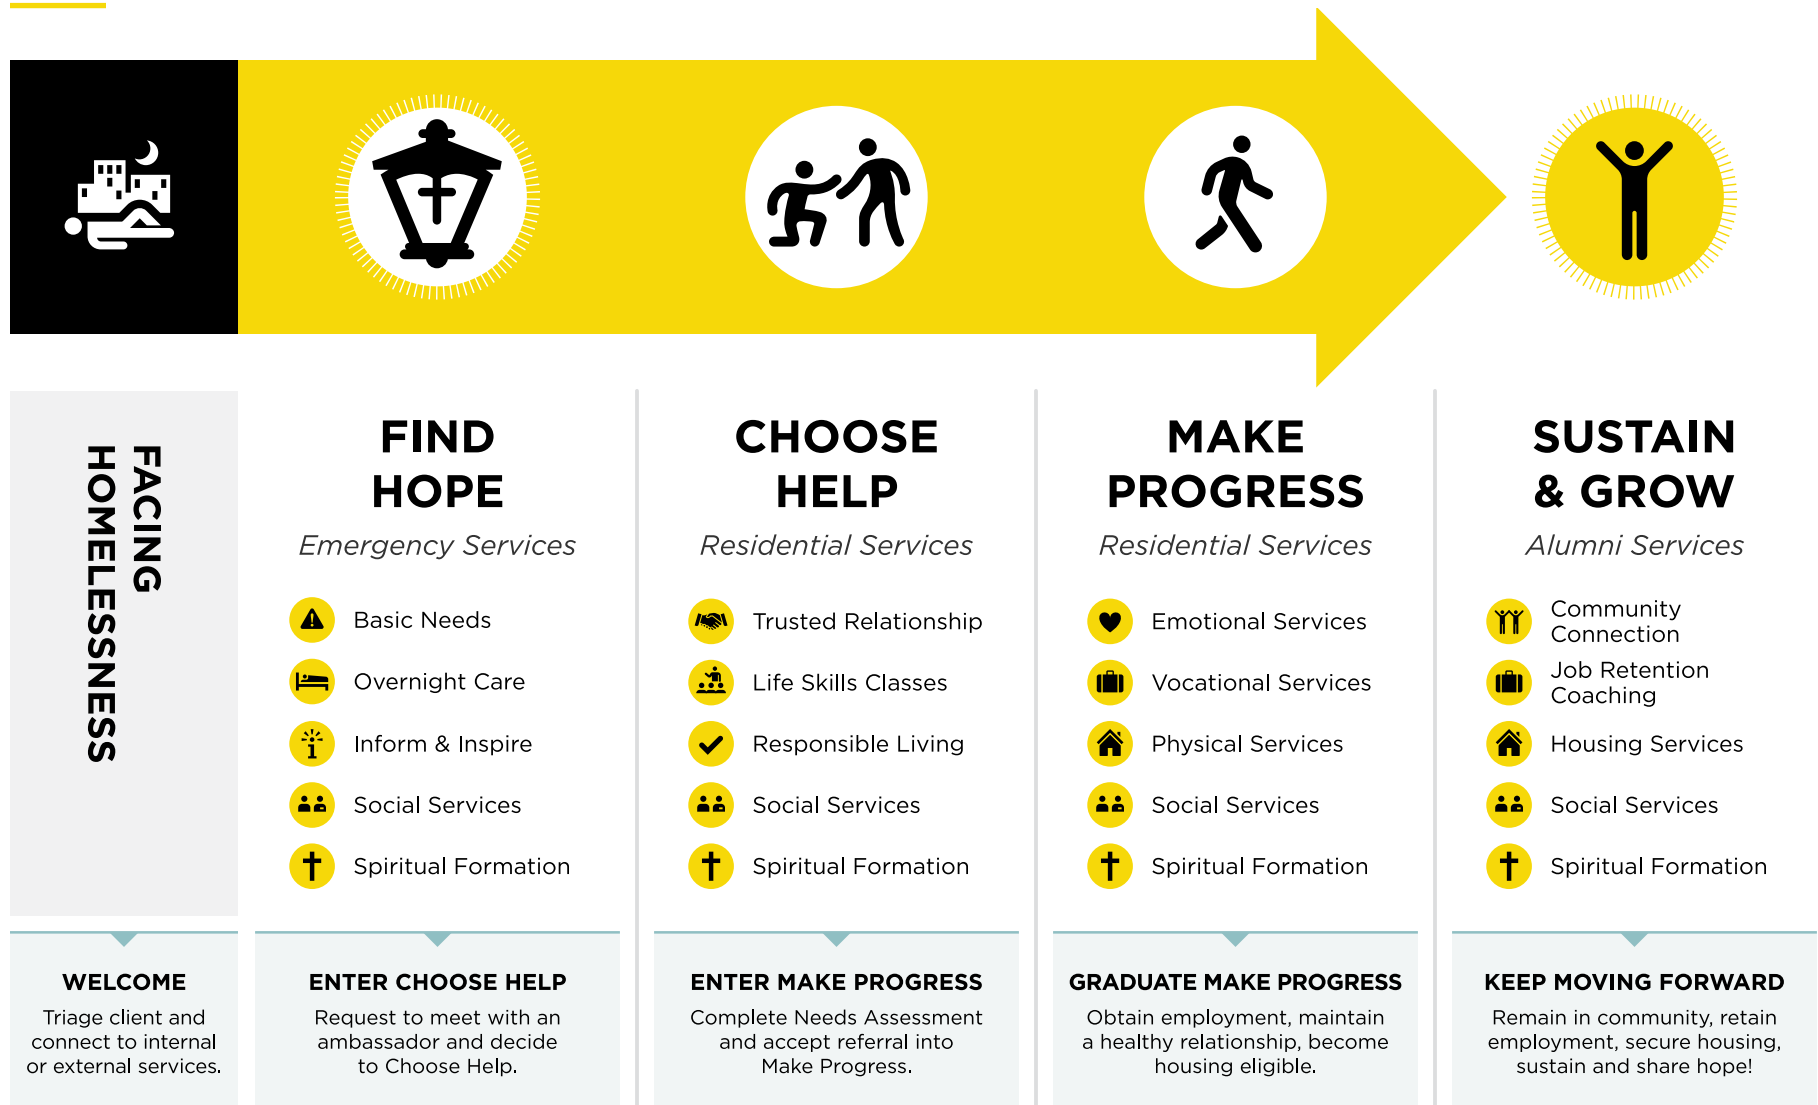 FACING
HOMELESSNESS
WELCOME
Triage client and
connect to internal
or external services.
FIND
HOPE
Emergency Services
Basic Needs
Overnight Care
Inform & Inspire
Social Services
Spiritual Formation
ENTER CHOOSE HELP
Request to meet with an
ambassador and decide
to Choose Help.
CHOOSE
HELP
Residential Services
Trusted Relationship
Life Skills Classes
Responsible Living
Social Services
Spiritual Formation
ENTER MAKE PROGRESS
Complete Needs Assessment
and accept referral into
Make Progress.
MAKE
PROGRESS
Residential Services
Emotional Services
Vocational Services
Physical Services
Social Services
Spiritual Formation
GRADUATE MAKE PROGRESS
Obtain employment, maintain
a healthy relationship, become
housing eligible.
SUSTAIN
& GROW
Alumni Services
Community
Connection
Job Retention
Coaching
Housing Services
Social Services
Spiritual Formation
KEEP MOVING FORWARD
Remain in community, retain
employment, secure housing,
sustain and share hope!